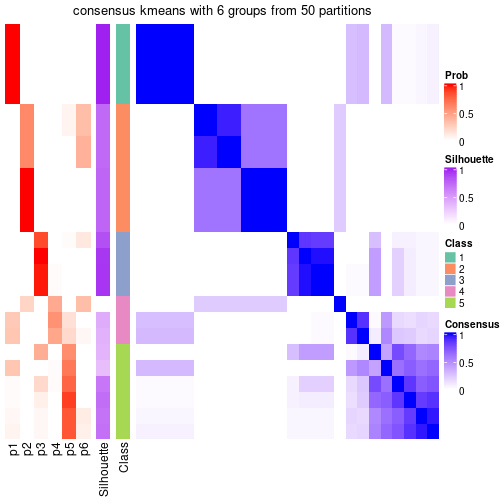 consensus kmeans with 6 groups from 50 partitions
Prob
1
0.5
0
Silhouette
1
0.5
0
Class
1
2
3
4
5
Consensus
1
0.5
0
p1
p2
p3
p4
p5
p6
Silhouette
Class